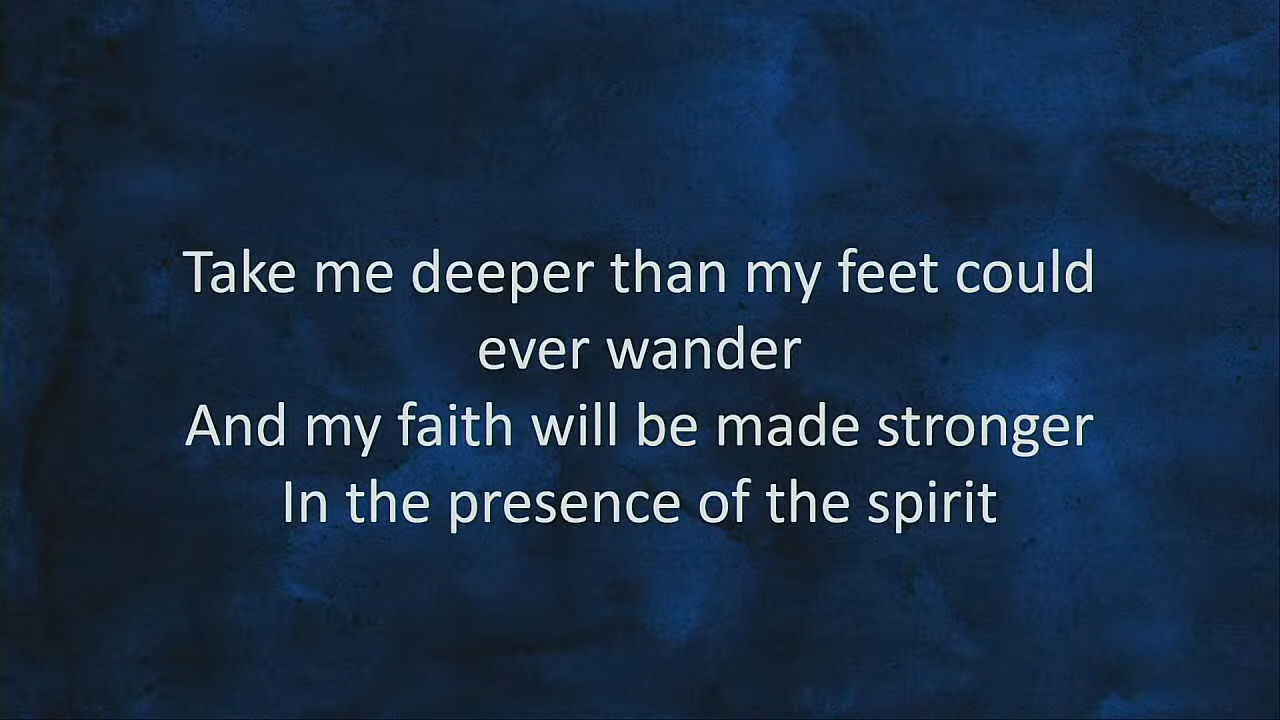 Take me deeper than my feet could
ever wander
And my faith will be made stronger
In the presence of the spirit